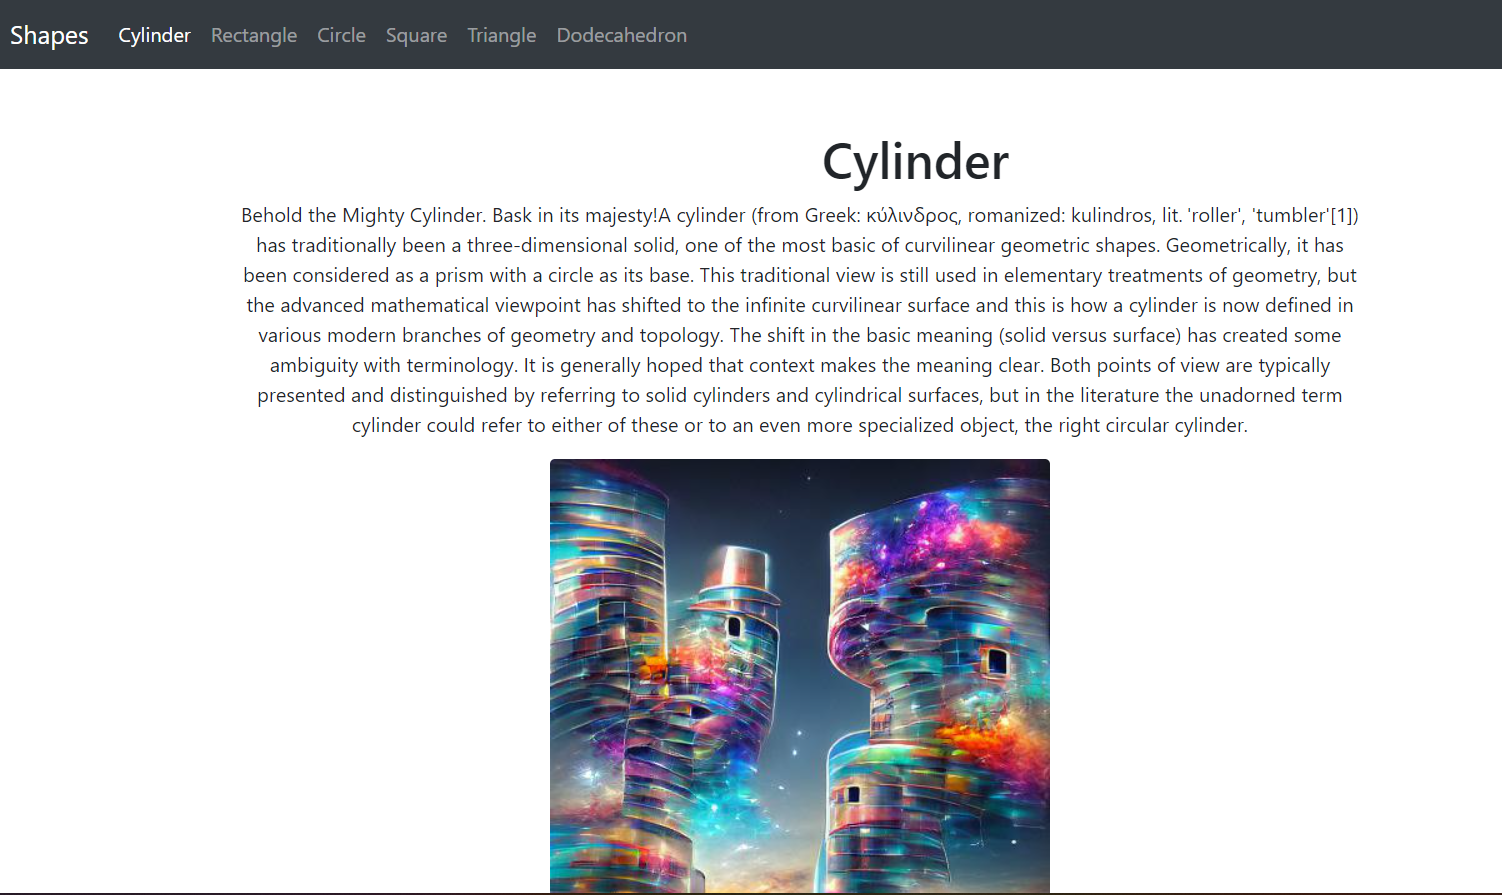 Shapes Cylinder Rectangle Circle Square Triangle Dodecahedron
Cylinder
Behold the Mighty Cylinder. Bask in its majesty!A cylinder (from Greek: κύλινδρος, romanized: kulindros, lit. 'roller', 'tumbler'[1])
has traditionally been a three-dimensional solid, one of the most basic of curvilinear geometric shapes. Geometrically, it has
been considered as a prism with a circle as its base. This traditional view is still used in elementary treatments of geometry, but
the advanced mathematical viewpoint has shifted to the infinite curvilinear surface and this is how a cylinder is now defined in
various modern branches of geometry and topology. The shift in the basic meaning (solid versus surface) has created some
ambiguity with terminology. It is generally hoped that context makes the meaning clear. Both points of view are typically
presented and distinguished by referring to solid cylinders and cylindrical surfaces, but in the literature the unadorned term
cylinder could refer to either of these or to an even more specialized object, the right circular cylinder.